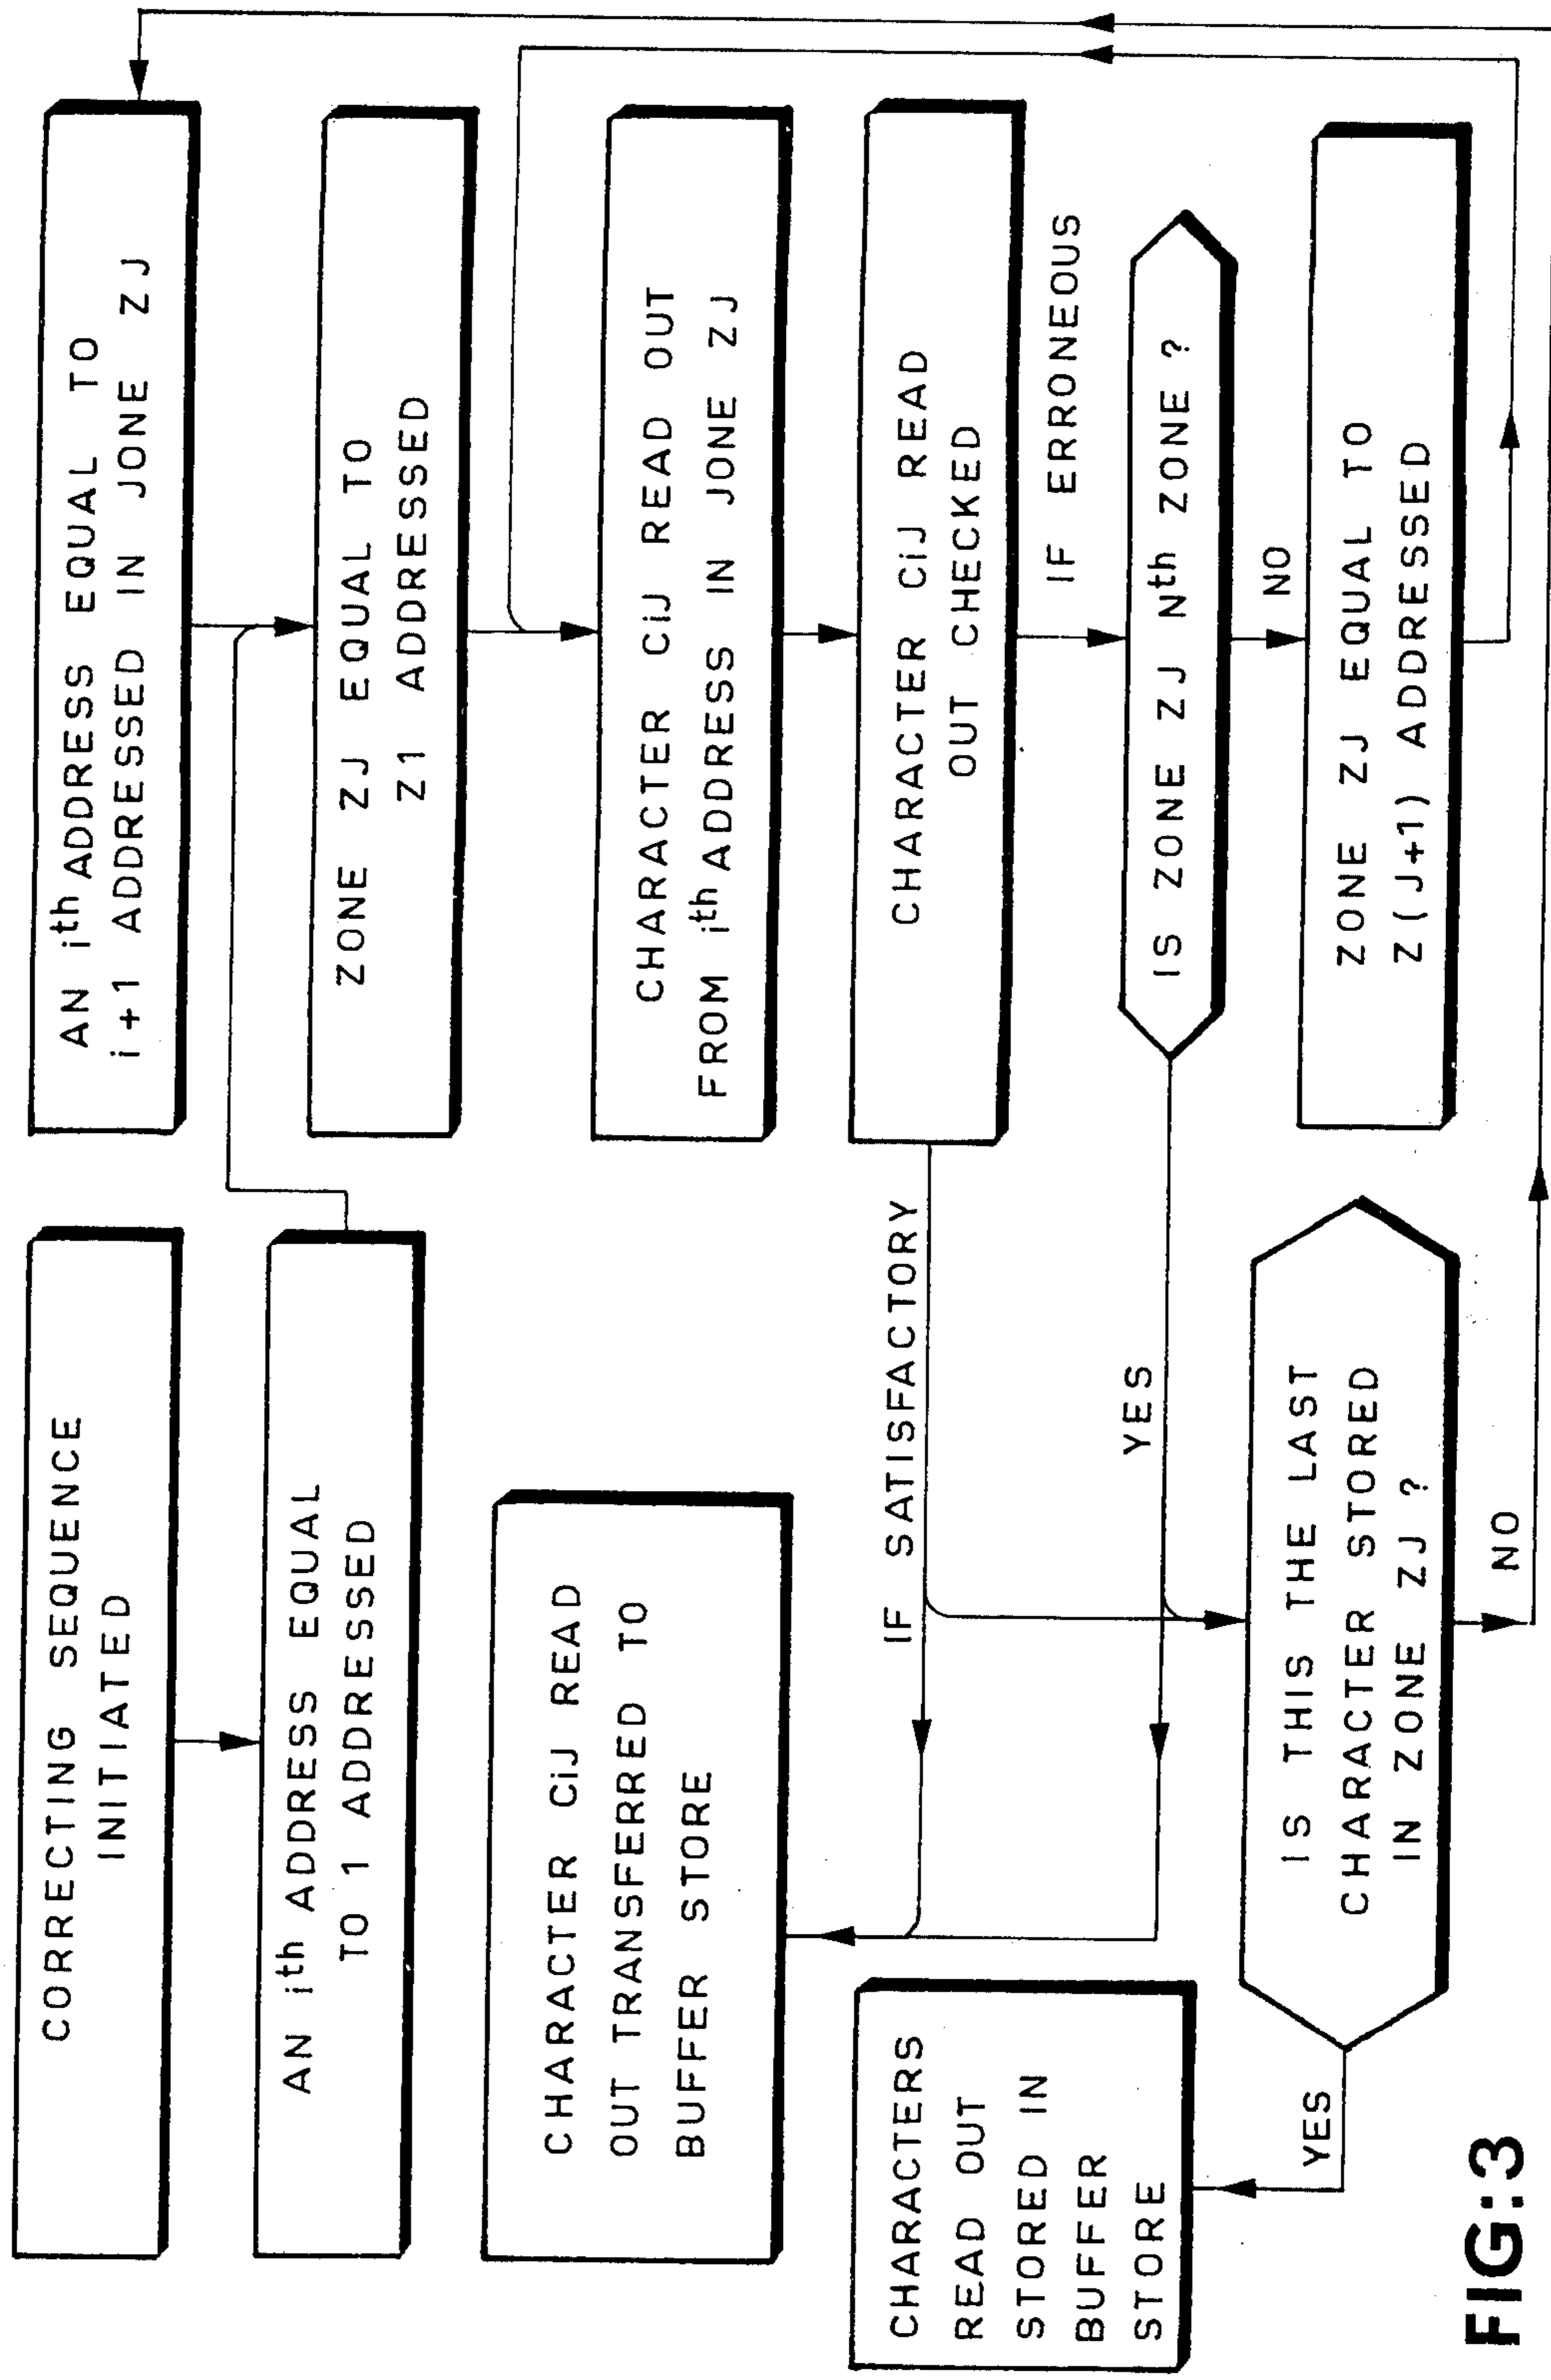 CORRECTING SEQUENCE
INITIATED
AN ith ADDRESS EQUAL
TO 1 ADDRESSED
CHARACTER CiJ READ
OUT TRANSFERRED TO
BUFFER STORE
CHARACTERS
READ OUT
STORED IN
BUFFER
STORE
AN ith ADDRESS EQUAL TO
i+1 ADDRESSED IN JONE ZJ
ZONE ZJ EQUAL TO
Z1 ADDRESSED
CHARACTER CiJ READ OUT
FROM ith ADDRESS IN JONE ZJ
CHARACTER CiJ READ
OUT CHECKED
IF SATISFACTORY
IF ERRONEOUS
IS ZONE ZJ Nth ZONE ?
YES
NO
ZONE ZJ EQUAL TO
Z(J+1) ADDRESSED
IS THIS THE LAST
CHARACTER STORED
IN ZONE ZJ ?
YES
NO
FIG:3